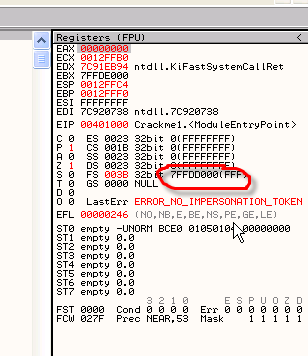 Registers (FPU) <
EAX 00000000
ECX 0012FFB0
EDX 7C91EB94 ntdll.KiFastSystemCallRet
EBX 7FFDE000
ESP 0012FFC4
EBP 0012FFF0
ESI FFFFFFFF
EDI 7C920738 ntdll.7C920738
EIP 00401000 Crackme1.<ModuleEntryPoint>
C 0 ES 0023 32bit 0(FFFFFFFF)
P 1 CS 001B 32bit 0(FFFFFFFF)
A 0 SS 0023 32bit 0(FFFFFFFF)
Z 1 DS 0023 32bit 0(FFFFFFFF)
S 0 FS 003B 32bit 7FFDD000(FFF)
T 0 GS 0000 NULL
D 0
O 0 LastErr ERROR_NO_IMPERSONATION_TOKEN
EFL 00000246 (NO,NB,E,BE,NS,PE,GE,LE)
ST0 empty -UNORM BCE0 01050104 00000000
ST1 empty 0.0
ST2 empty 0.0
ST3 empty 0.0
ST4 empty 0.0
ST5 empty 0.0
ST6 empty 0.0
ST7 empty 0.0
3 2 1 0 E S P U O Z D
FST 0000 Cond 0 0 0 0 Err 0 0 0 0 0 0 0
FCW 027F Prec NEAR,53 Mask 1 1 1 1 1